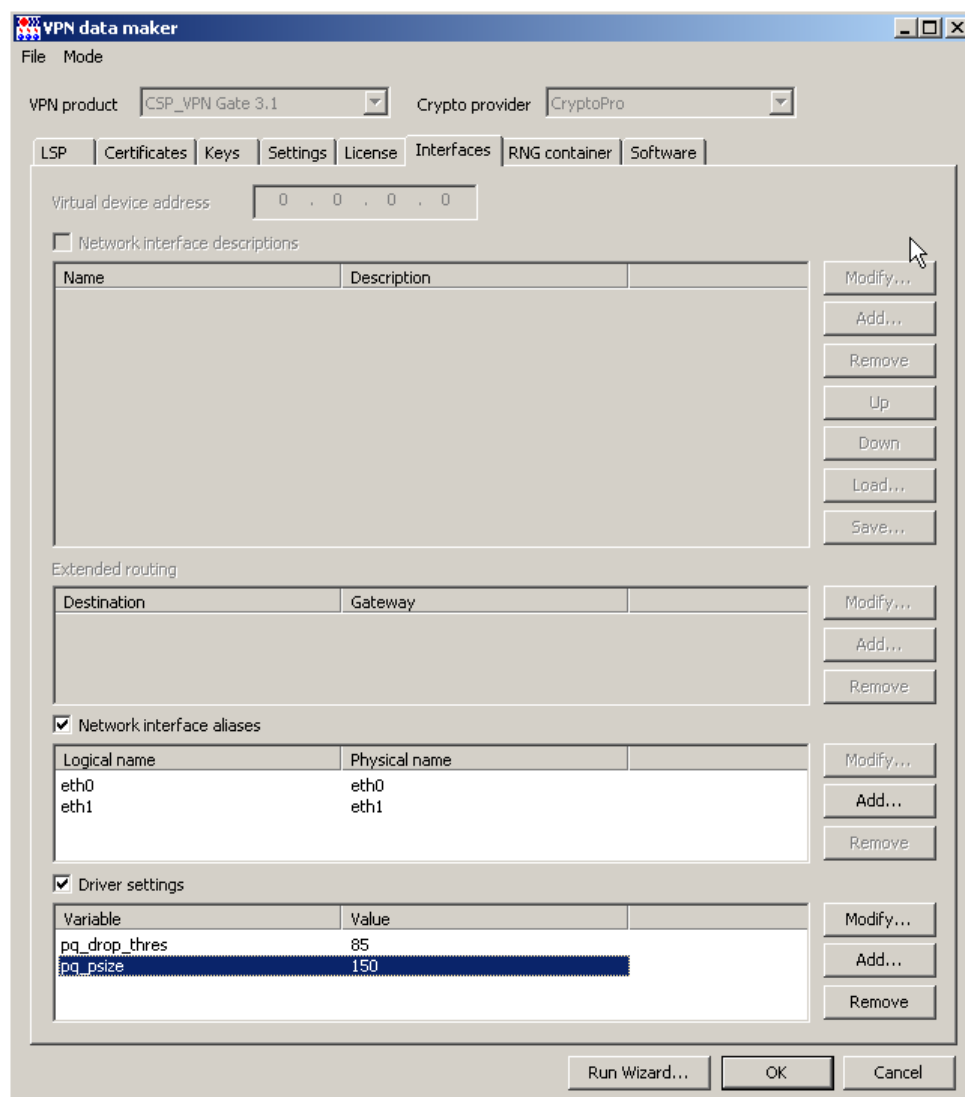 VPN data maker
File Mode
VPN product CSP_VPN Gate 3.1 Crypto provider CryptoPro
LSP Certificates Keys Settings License Interfaces RNG container Software
Virtual device address 0 . 0 . 0 . 0
Network interface descriptions
Name Description Modify...
Add...
Remove
Up
Down
Load...
Save...
Extended routing
Destination Gateway Modify...
Add...
Remove
Network interface aliases
Logical name Physical name Modify...
eth0 eth0
eth1 eth1 Add...
Remove
Driver settings
Variable Value Modify...
pq_drop_thres 85
pq_psize 150 Add...
Remove
Run Wizard... OK Cancel